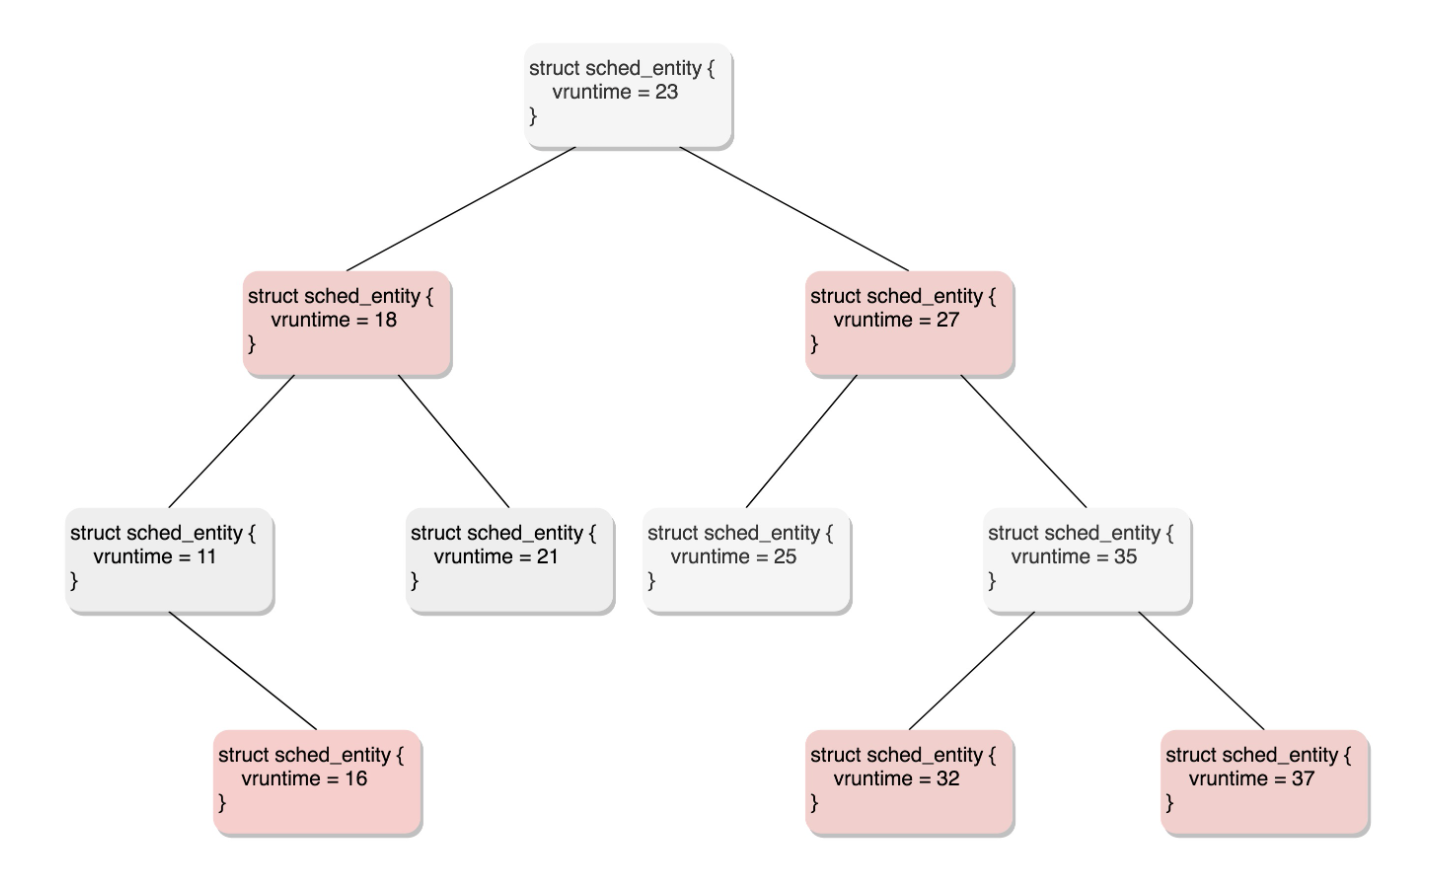 struct sched_entity {
vruntime = 23
}
struct sched_entity {
vruntime = 18
}
struct sched_entity {
vruntime = 27
}
struct sched_entity {
vruntime = 11
}
struct sched_entity {
vruntime = 21
}
struct sched_entity {
vruntime = 25
}
struct sched_entity {
vruntime = 35
}
struct sched_entity {
vruntime = 16
}
struct sched_entity {
vruntime = 32
}
struct sched_entity {
vruntime = 37
}